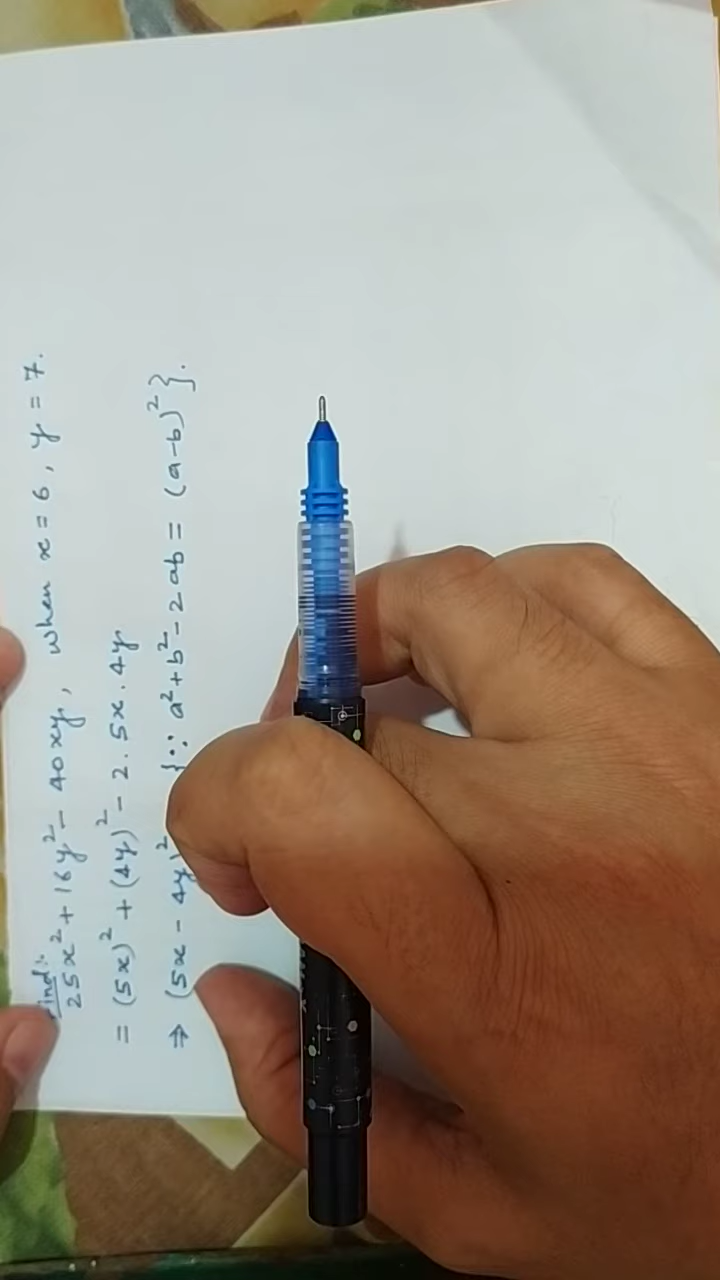 Find:-
25x² + 16y² - 40xy, when x = 6, y = 7.
= (5x)² + (4y)² - 2.5x.4y
⇒ (5x - 4y)² {∵ a² + b² - 2ab = (a-b)²}.